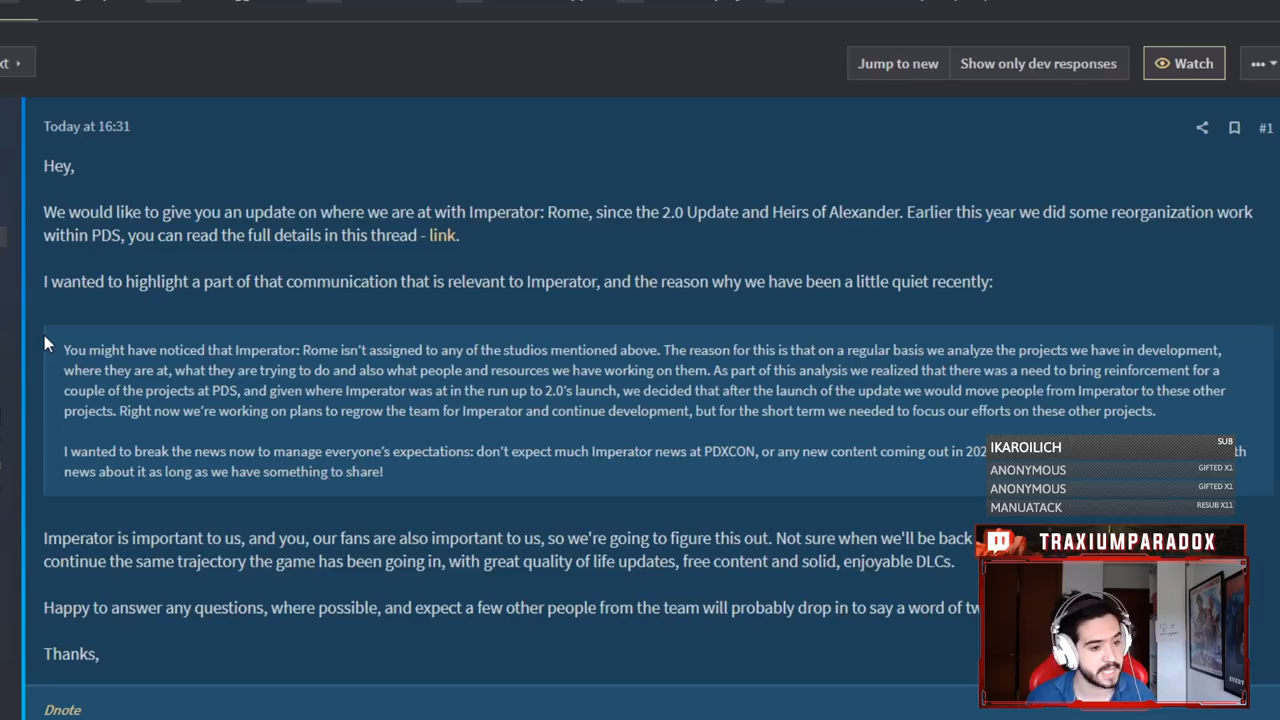 xt
Jump to new
Show only dev responses
Watch
Today at 16:31
#1
Hey,
We would like to give you an update on where we are at with Imperator: Rome, since the 2.0 Update and Heirs of Alexander. Earlier this year we did some reorganization work
within PDS, you can read the full details in this thread - link.
I wanted to highlight a part of that communication that is relevant to Imperator, and the reason why we have been a little quiet recently:
You might have noticed that Imperator: Rome isn't assigned to any of the studios mentioned above. The reason for this is that on a regular basis we analyze the projects we have in development,
where they are at, what they are trying to do and also what people and resources we have working on them. As part of this analysis we realized that there was a need to bring reinforcement for a
couple of the projects at PDS, and given where Imperator was at in the run up to 2.0's launch, we decided that after the launch of the update we would move people from Imperator to these other
projects. Right now we're working on plans to regrow the team for Imperator and continue development, but for the short term we needed to focus our efforts on these other projects.
I wanted to break the news now to manage everyone's expectations: don't expect much Imperator news at PDXCON, or any new content coming out in 202
news about it as long as we have something to share!
IKAROILICH SUB
ANONYMOUS GIFTED X1
ANONYMOUS GIFTED X1
MANUATACK RESUB X11
Imperator is important to us, and you, our fans are also important to us, so we're going to figure this out. Not sure when we'll be back
continue the same trajectory the game has been going in, with great quality of life updates, free content and solid, enjoyable DLCs.
TRAXIUMPARADOX
Happy to answer any questions, where possible, and expect a few other people from the team will probably drop in to say a word of tw
Thanks,
Dnote